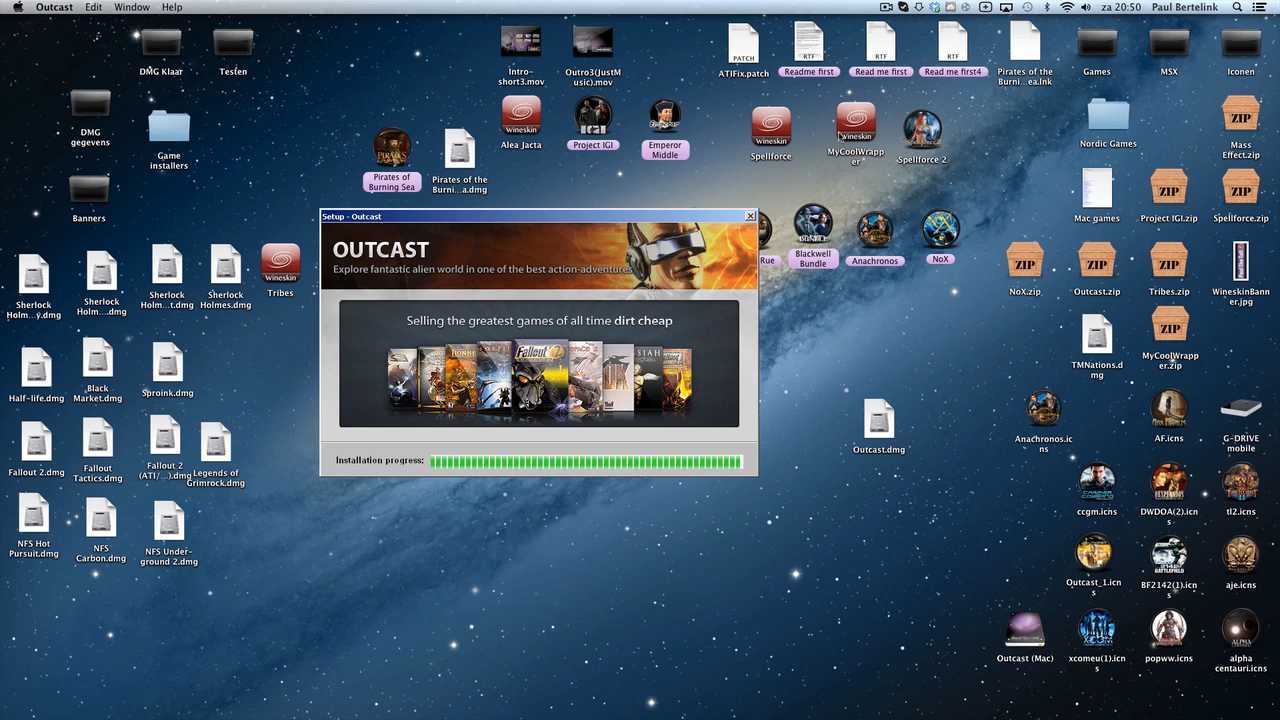 Outcast Edit Window Help
za 20:50 Paul Bertelink
DMG Klaar
Testen
Intro-
short3.mov
Outro3(JustM
usic).mov
PATCH
ATIFix.patch
RTF
Readme first
RTF
Read me first
RTF
Read me first4
Pirates of the
Burni...ea.lnk
Games
MSX
Iconen
DMG
gegevens
Game
installers
Pirates of
Burning Sea
Pirates of the
Burni...a.dmg
Wineskin
Alea Jacta
IGI
Project IGI
Emperor
Middle
Wineskin
Spellforce
Wineskin
MyCoolWrapp
er
Spellforce 2
Nordic Games
ZIP
Mass
Effect.zip
Banners
Mac games
ZIP
Project IGI.zip
ZIP
Spellforce.zip
Setup - Outcast
OUTCAST
Explore fantastic alien world in one of the best action-adventures
Selling the greatest games of all time dirt cheap
Fallout 2
Installation progress:
Rue
Blackwell
Bundle
Anachronos
NoX
ZIP
NoX.zip
ZIP
Outcast.zip
ZIP
Tribes.zip
WineskinBann
er.jpg
Sherlock
Holm...y.dmg
Sherlock
Holm....dmg
Sherlock
Holm...t.dmg
Sherlock
Holmes.dmg
Wineskin
Tribes
TMNations.d
mg
ZIP
MyCoolWrapp
er.zip
Half-life.dmg
Black
Market.dmg
Sproink.dmg
Outcast.dmg
Anachronos.ic
ns
AF.icns
G-DRIVE
mobile
Fallout 2.dmg
Fallout
Tactics.dmg
Fallout 2
(ATI/...).dmg
Legends of
Grimrock.dmg
ccgm.icns
DWDOA(2).icn
s
tl2.icns
NFS Hot
Pursuit.dmg
NFS
Carbon.dmg
NFS Under-
ground 2.dmg
Outcast_1.icn
s
BF2142(1).icn
s
aje.icns
Outcast (Mac)
xcomeu(1).icn
s
popww.icns
alpha
centauri.icns